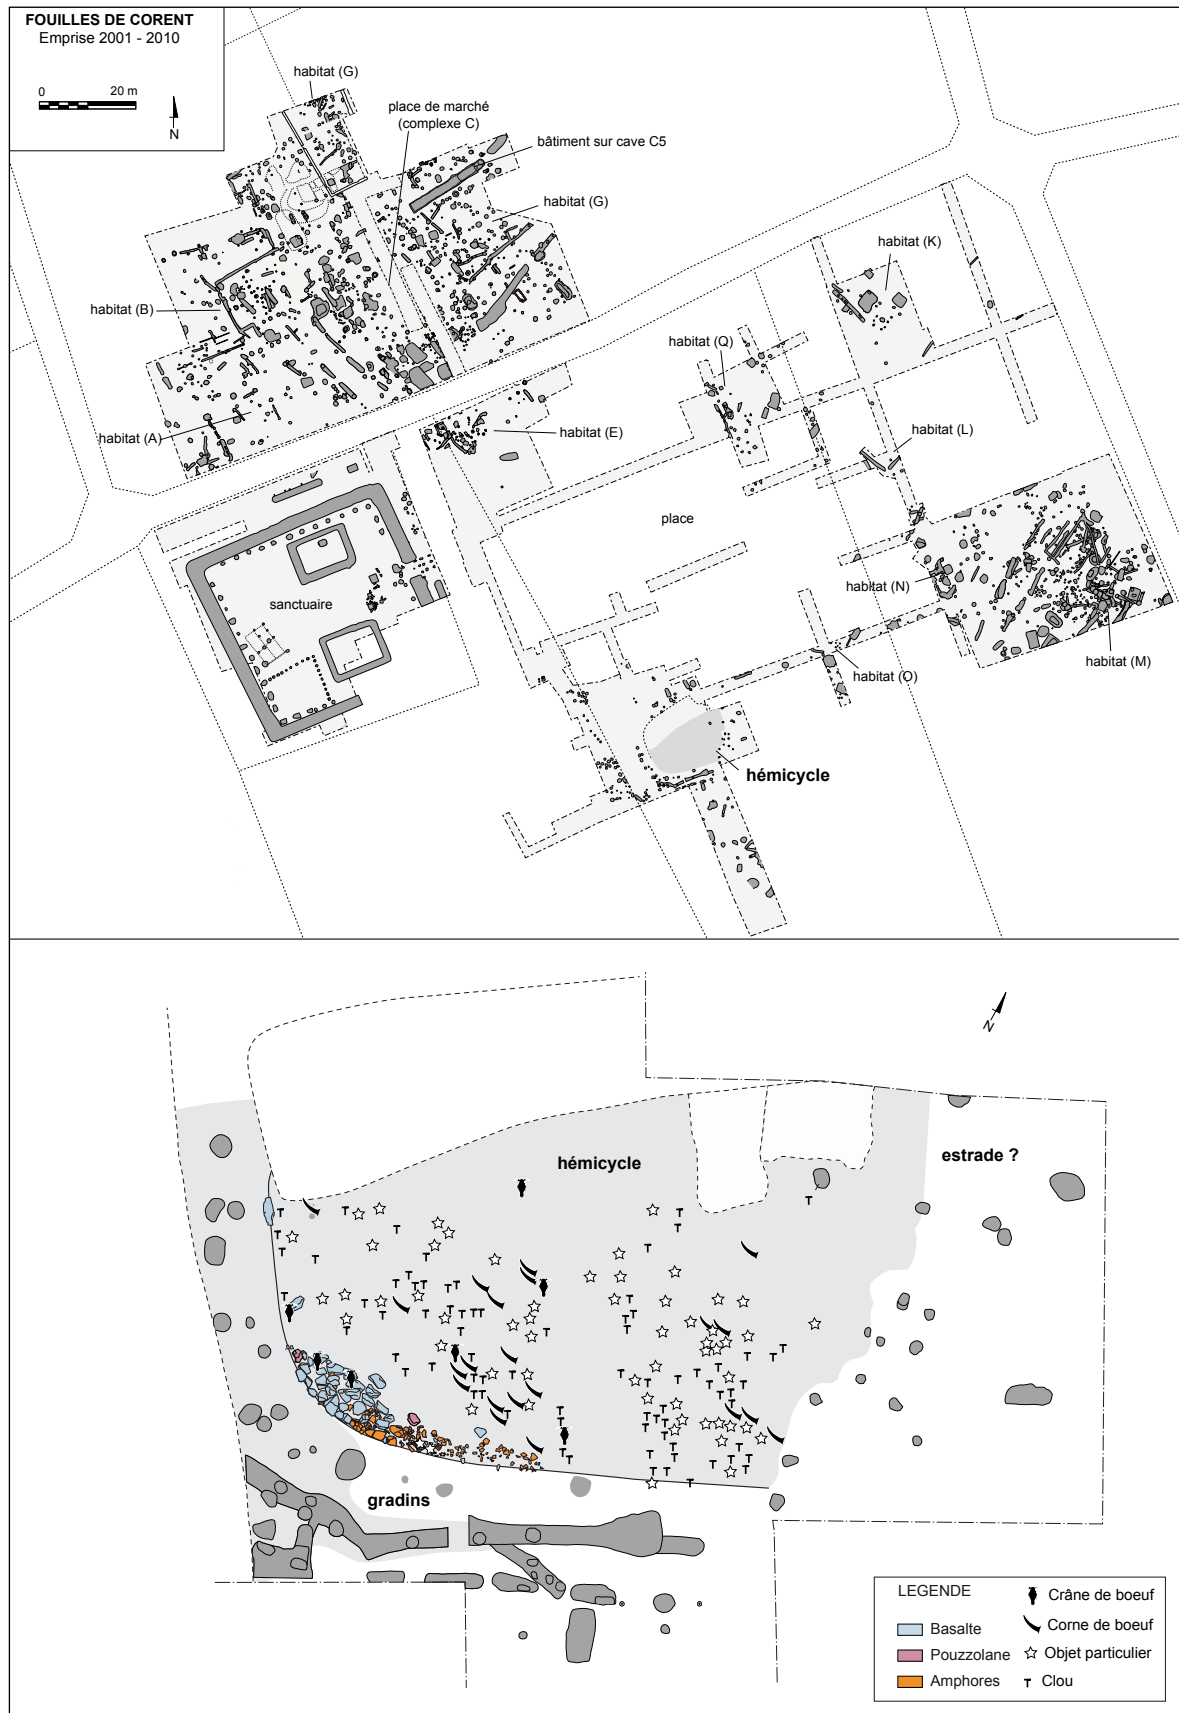 FOUILLES DE CORENT
Emprise 2001 - 2010
0 20 m
N
habitat (G)
place de marché
(complexe C)
bâtiment sur cave C5
habitat (G)
habitat (K)
habitat (B)
habitat (Q)
habitat (A)
habitat (E)
habitat (L)
place
sanctuaire
habitat (N)
habitat (M)
habitat (O)
hémicycle
N
hémicycle
estrade ?
gradins
LEGENDE
Basalte
Pouzzolane
Amphores
Crâne de boeuf
Corne de boeuf
Objet particulier
Clou